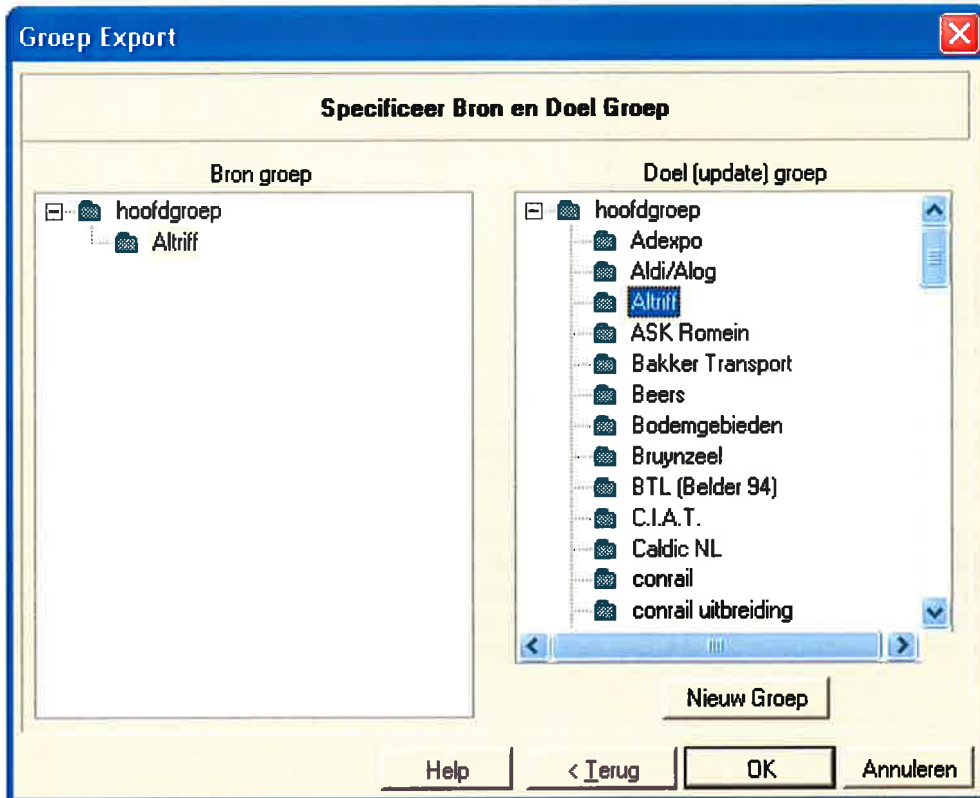 Groep Export
Specificeer Bron en Doel Groep
Bron groep
hoofdgroep
Altriff
Doel (update) groep
hoofdgroep
Adexpo
Aldi/Alog
Altriff
ASK Romein
Bakker Transport
Beers
Bodemgebieden
Bruynzeel
BTL (Belder 94)
C.I.A.T.
Caldic NL
conrail
conrail uitbreiding
Nieuw Groep
Help
< Terug
OK
Annuleren